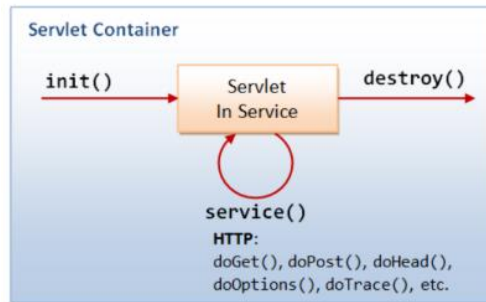 Servlet Container
init()
Servlet
In Service
destroy()
service()
HTTP:
doGet(), doPost(), doHead(),
doOptions(), doTrace(), etc.